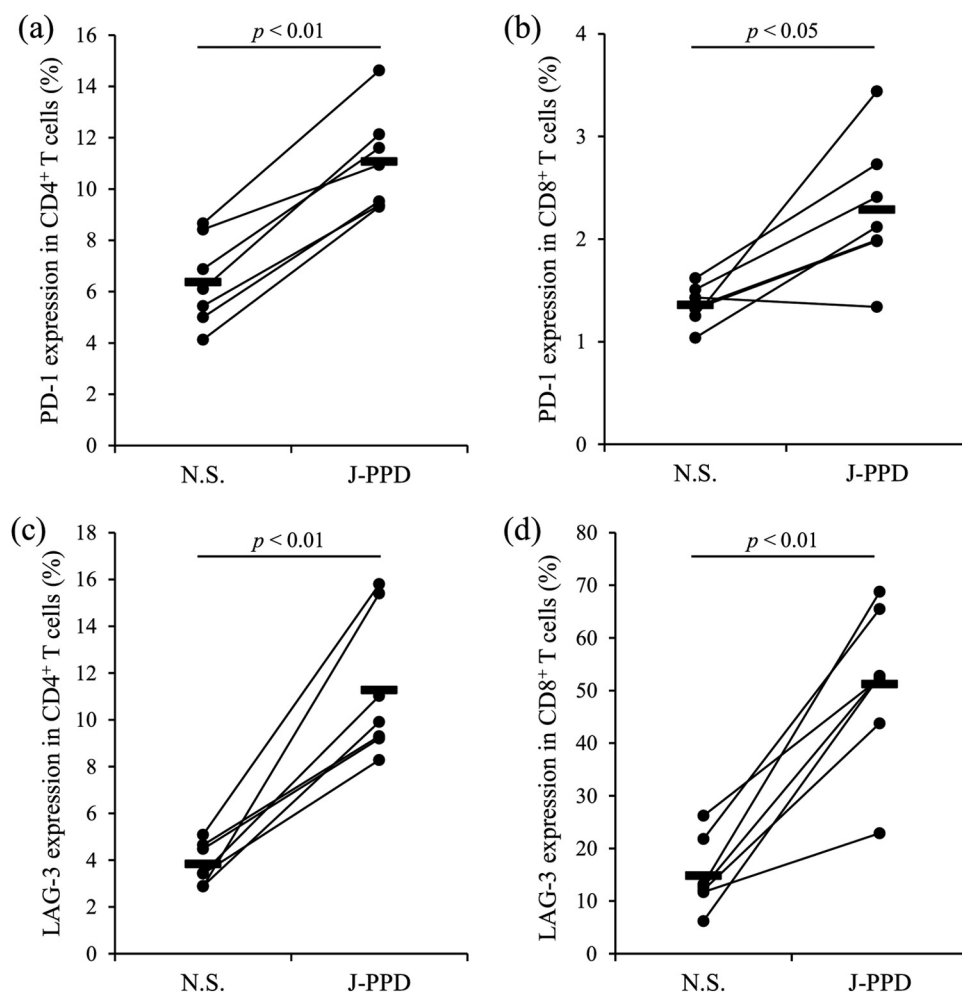 (a)
p < 0.01
PD-1 expression in CD4⁺ T cells (%)
16
14
12
10
8
6
4
2
0
N.S. J-PPD
(b)
p < 0.05
PD-1 expression in CD8⁺ T cells (%)
4
3
2
1
0
N.S. J-PPD
(c)
p < 0.01
LAG-3 expression in CD4⁺ T cells (%)
18
16
14
12
10
8
6
4
2
0
N.S. J-PPD
(d)
p < 0.01
LAG-3 expression in CD8⁺ T cells (%)
80
70
60
50
40
30
20
10
0
N.S. J-PPD